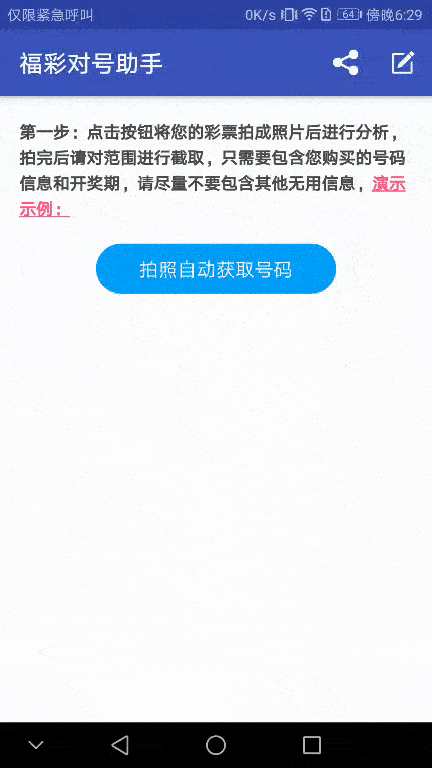 仅限紧急呼叫 0K/s 64 傍晚6:29
福彩对号助手
第一步：点击按钮将您的彩票拍成照片后进行分析，
拍完后请对范围进行截取，只需要包含您购买的号码
信息和开奖期，请尽量不要包含其他无用信息，演示
示例：
拍照自动获取号码